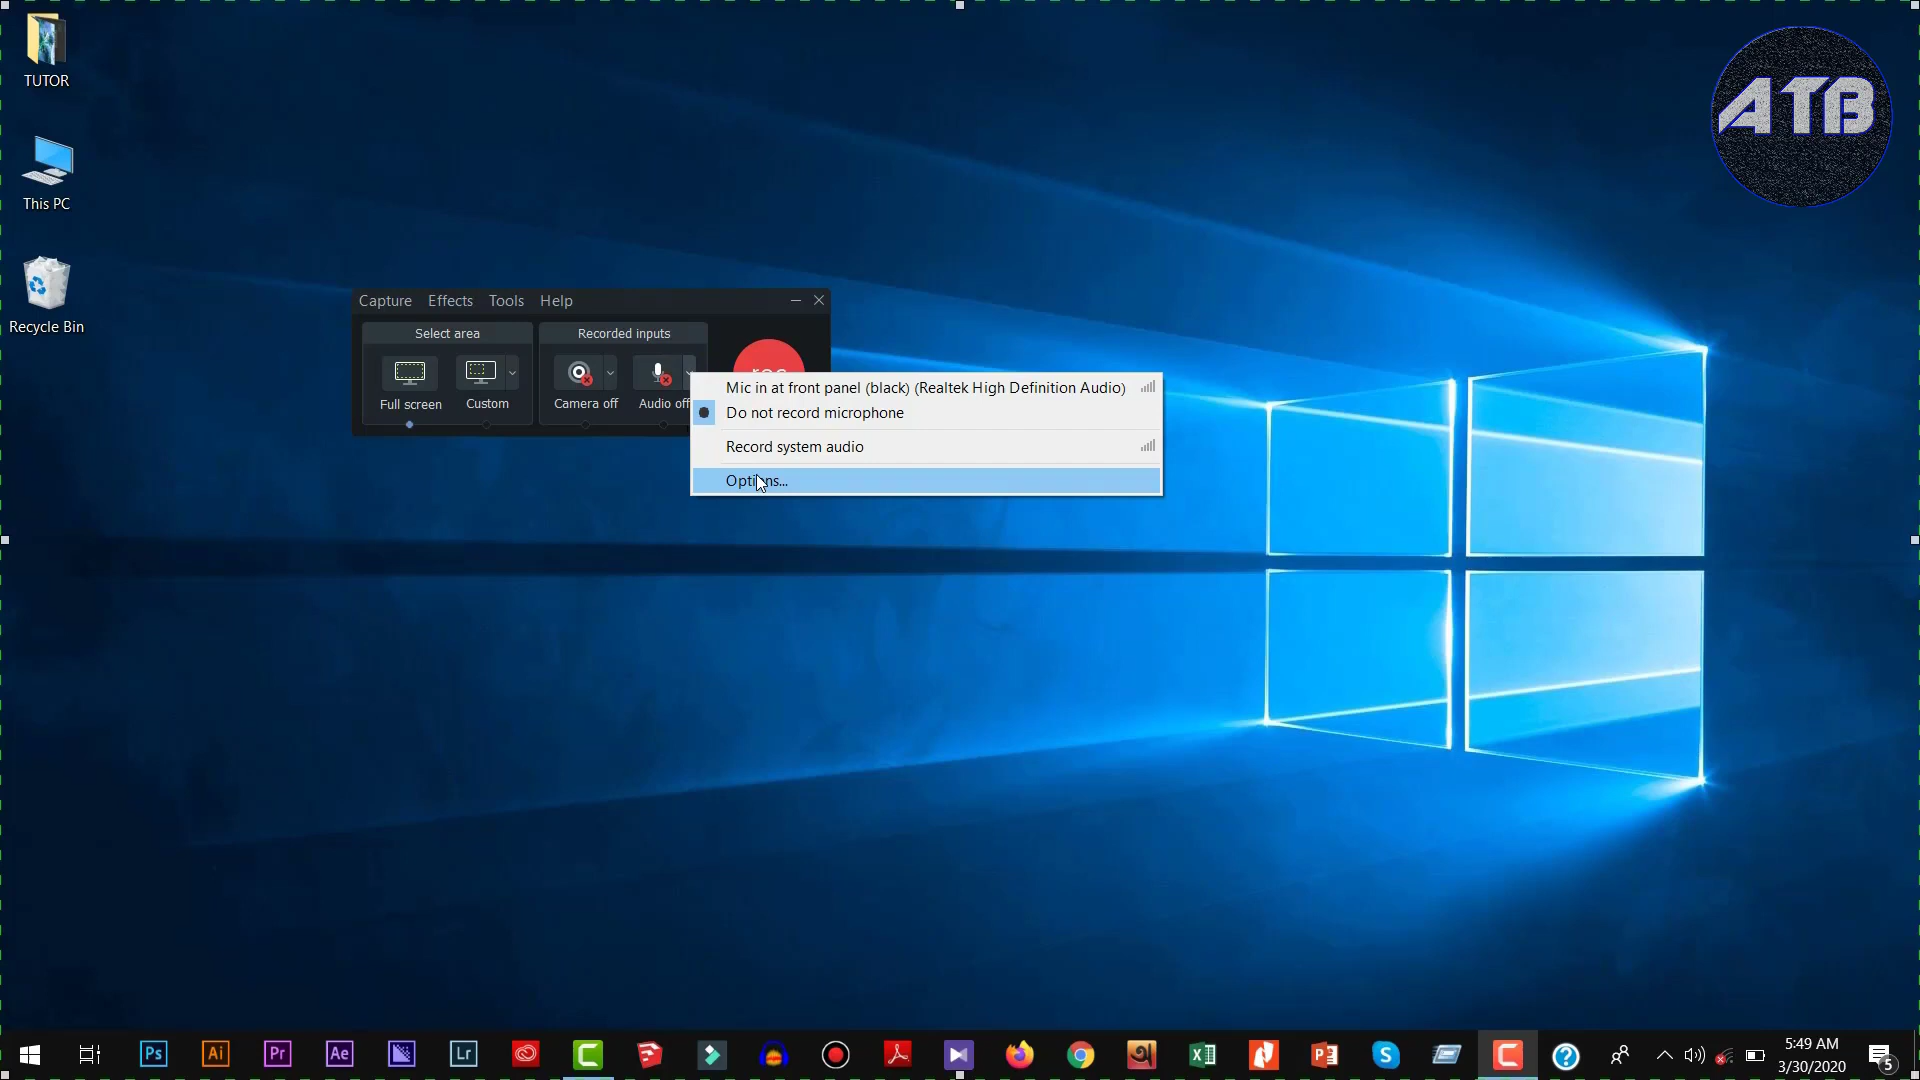 TUTOR
This PC
Recycle Bin
ATB
Capture Effects Tools Help
Select area
Recorded inputs
Full screen
Custom
Camera off
Audio off
Mic in at front panel (black) (Realtek High Definition Audio)
Do not record microphone
Record system audio
Options...
Ps
Ai
Pr
Ae
Lr
5:49 AM
3/30/2020
5